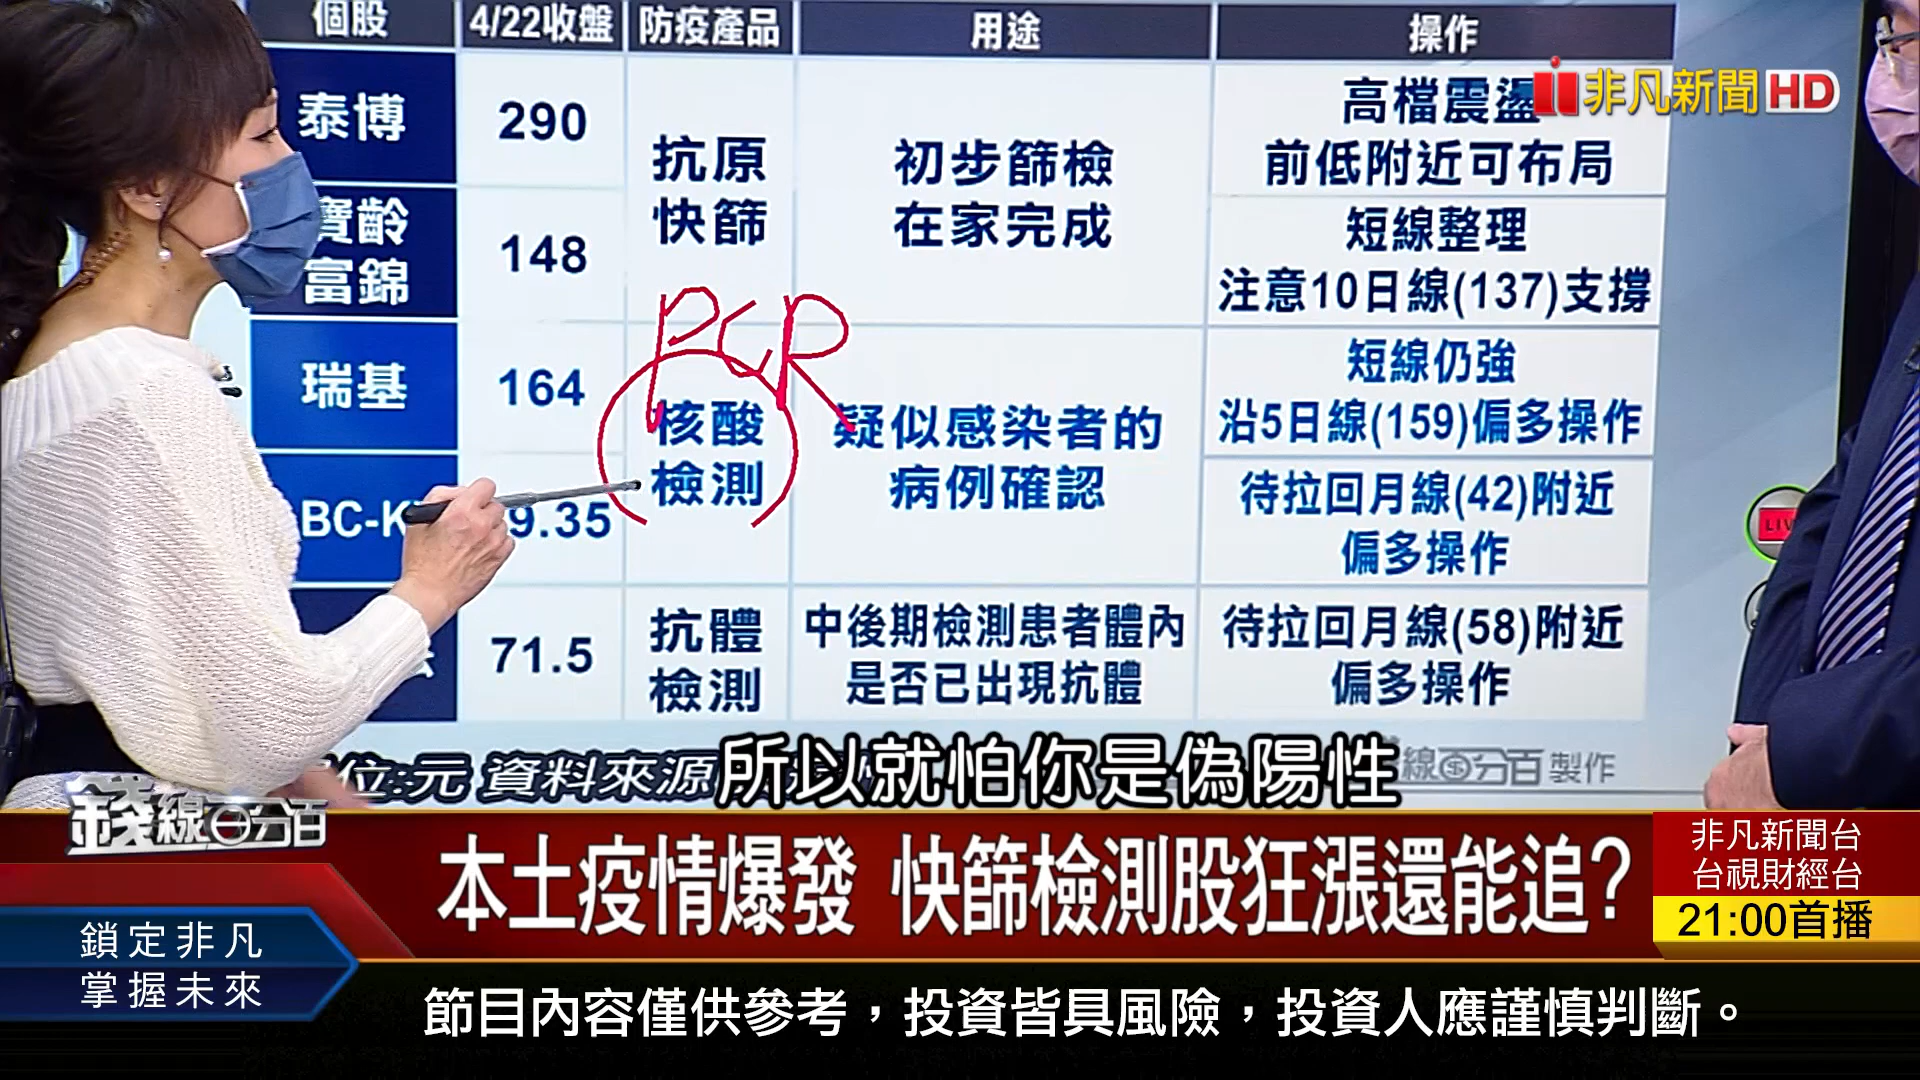 個股 4/22收盤 防疫產品 用途 操作
非凡新聞HD
泰博 290 抗原 初步篩檢 高檔震盪
快篩 在家完成 前低附近可布局
寶齡 148 短線整理
富錦 注意10日線(137)支撐
PCR
瑞基 164 核酸 疑似感染者的 短線仍強
檢測 病例確認 沿5日線(159)偏多操作
BC-K 9.35 待拉回月線(42)附近
偏多操作
71.5 抗體 中後期檢測患者體內 待拉回月線(58)附近
檢測 是否已出現抗體 偏多操作
位:元 資料來源 線百分百製作
所以就怕你是偽陽性
錢線百分百
本土疫情爆發 快篩檢測股狂漲還能追?
非凡新聞台
台視財經台
21:00首播
鎖定非凡
掌握未來
節目內容僅供參考，投資皆具風險，投資人應謹慎判斷。